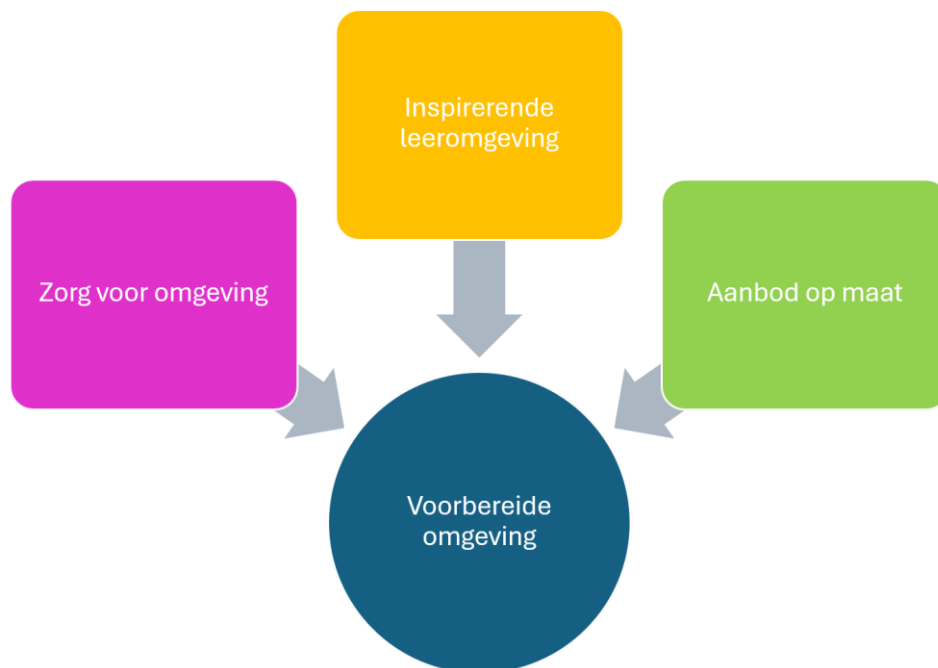 Inspirerende
leeromgeving
Zorg voor omgeving
Aanbod op maat
Voorbereide
omgeving